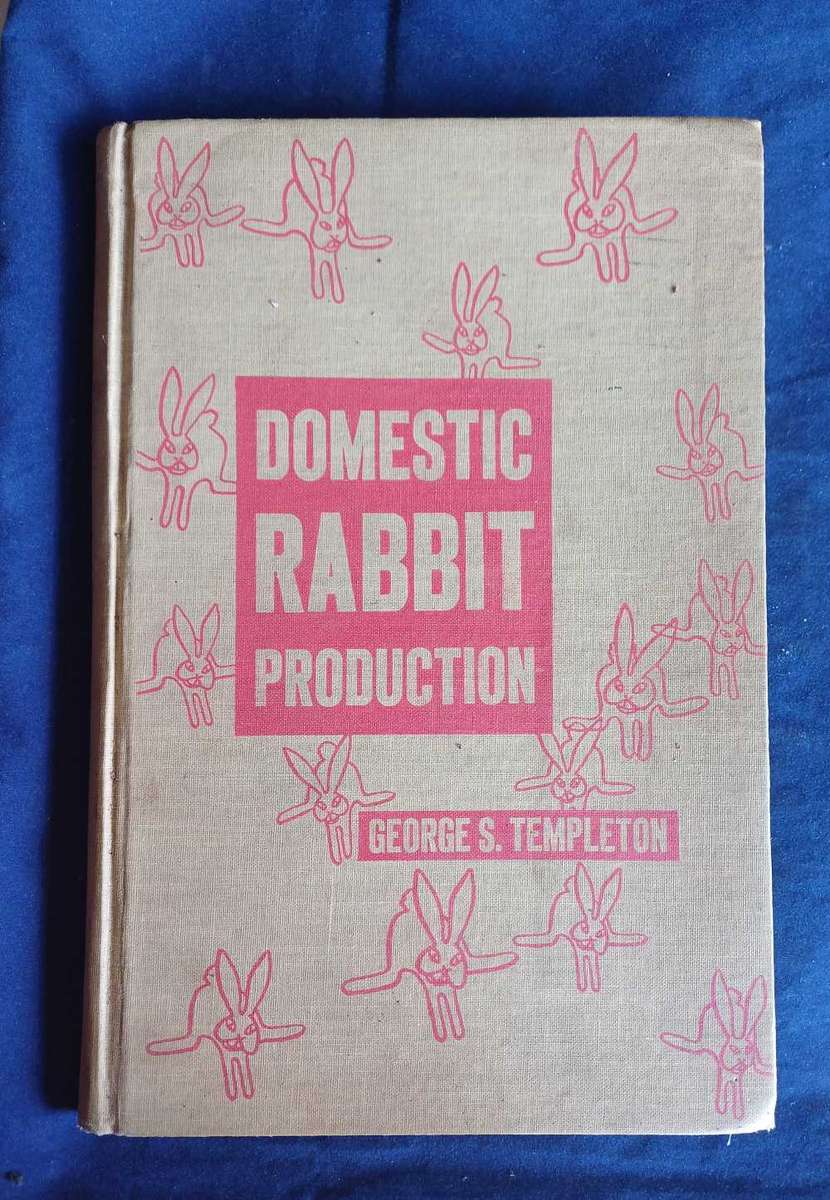 DOMESTIC
RABBIT
PRODUCTION
GEORGE S. TEMPLETON